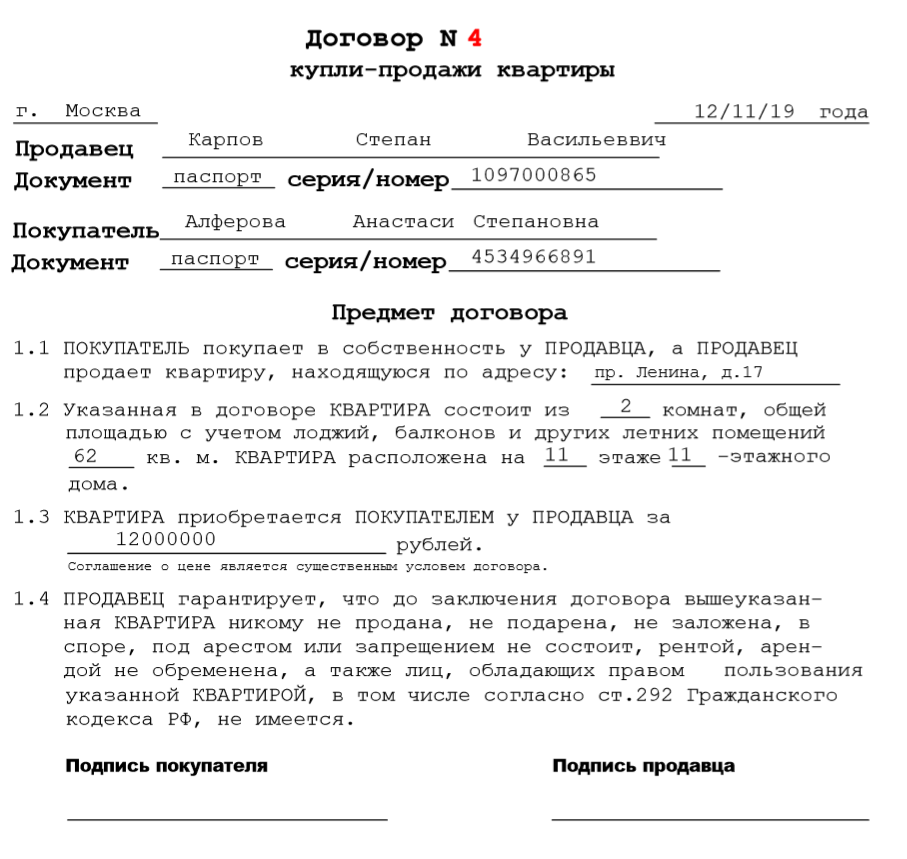 Договор N 4
купли-продажи квартиры
г. Москва 12/11/19 года
Продавец Карпов Степан Васильеввич
Документ паспорт серия/номер 1097000865
Покупатель Алферова Анастаси Степановна
Документ паспорт серия/номер 4534966891
Предмет договора
1.1 ПОКУПАТЕЛЬ покупает в собственность у ПРОДАВЦА, а ПРОДАВЕЦ
продает квартиру, находящуюся по адресу: пр. Ленина, д.17
1.2 Указанная в договоре КВАРТИРА состоит из 2 комнат, общей
площадью с учетом лоджий, балконов и других летних помещений
62 кв. м. КВАРТИРА расположена на 11 этаже 11 -этажного
дома.
1.3 КВАРТИРА приобретается ПОКУПАТЕЛЕМ у ПРОДАВЦА за
12000000 рублей.
Соглашение о цене является существенным условем договора.
1.4 ПРОДАВЕЦ гарантирует, что до заключения договора вышеуказан-
ная КВАРТИРА никому не продана, не подарена, не заложена, в
споре, под арестом или запрещением не состоит, рентой, арен-
дой не обременена, а также лиц, обладающих правом пользования
указанной КВАРТИРОЙ, в том числе согласно ст.292 Гражданского
кодекса РФ, не имеется.
Подпись покупателя Подпись продавца